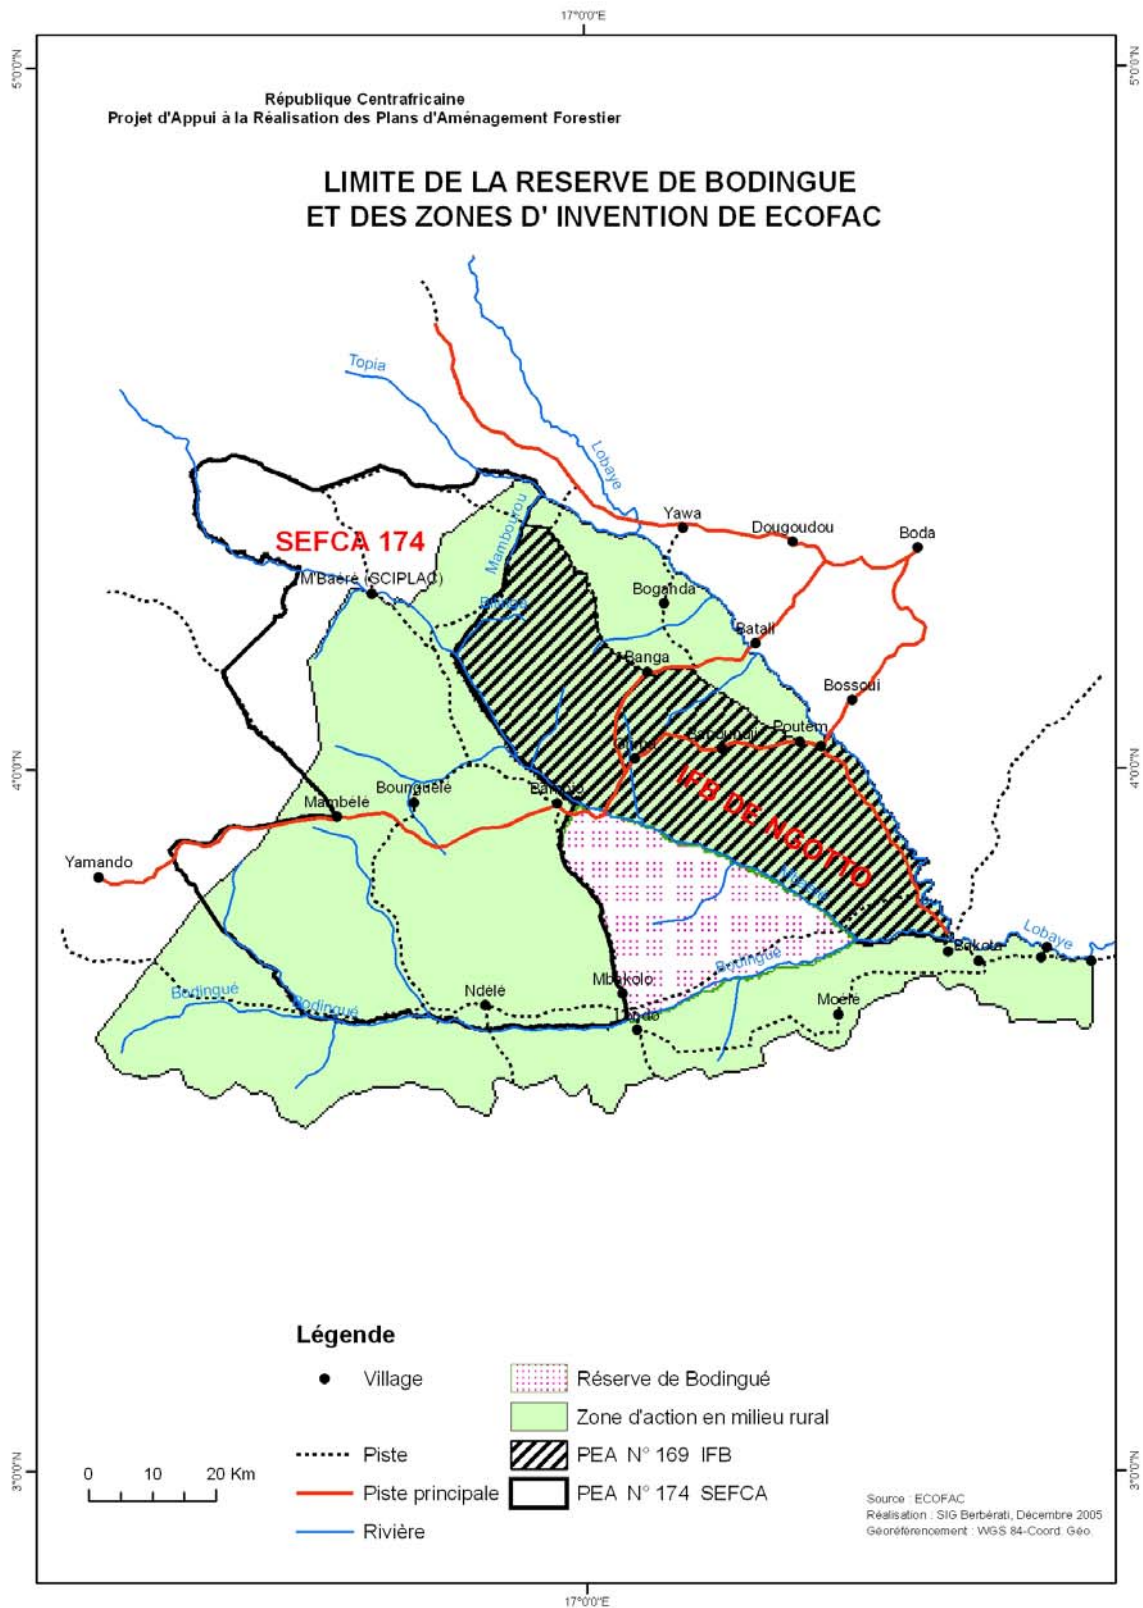 17°0'0"E
5°0'0"N
5°0'0"N
République Centrafricaine
Projet d'Appui à la Réalisation des Plans d'Aménagement Forestier
LIMITE DE LA RESERVE DE BODINGUE
ET DES ZONES D' INVENTION DE ECOFAC
Topia
Lobaye
Mambourou
Yawa
Dougoudou
Boda
SEFCA 174
M'Baéré (SCIPLAC)
Boganda
Batali
Banga
Bossoui
Poutem
4°0'0"N
4°0'0"N
IFB DE NGOTTO
Bounguélé
Mambélé
Yamando
Lobaye
Bakota
Bodingué
Mbakolo
Bodingué
Bodingué
Ndélé
Moélé
Légende
Village
Réserve de Bodingué
Zone d'action en milieu rural
Piste
PEA N° 169 IFB
Piste principale
PEA N° 174 SEFCA
Rivière
0 10 20 Km
3°0'0"N
3°0'0"N
Source : ECOFAC
Réalisation : SIG Berbérati, Décembre 2005
Géoréférencement : WGS 84-Coord. Géo.
17°0'0"E